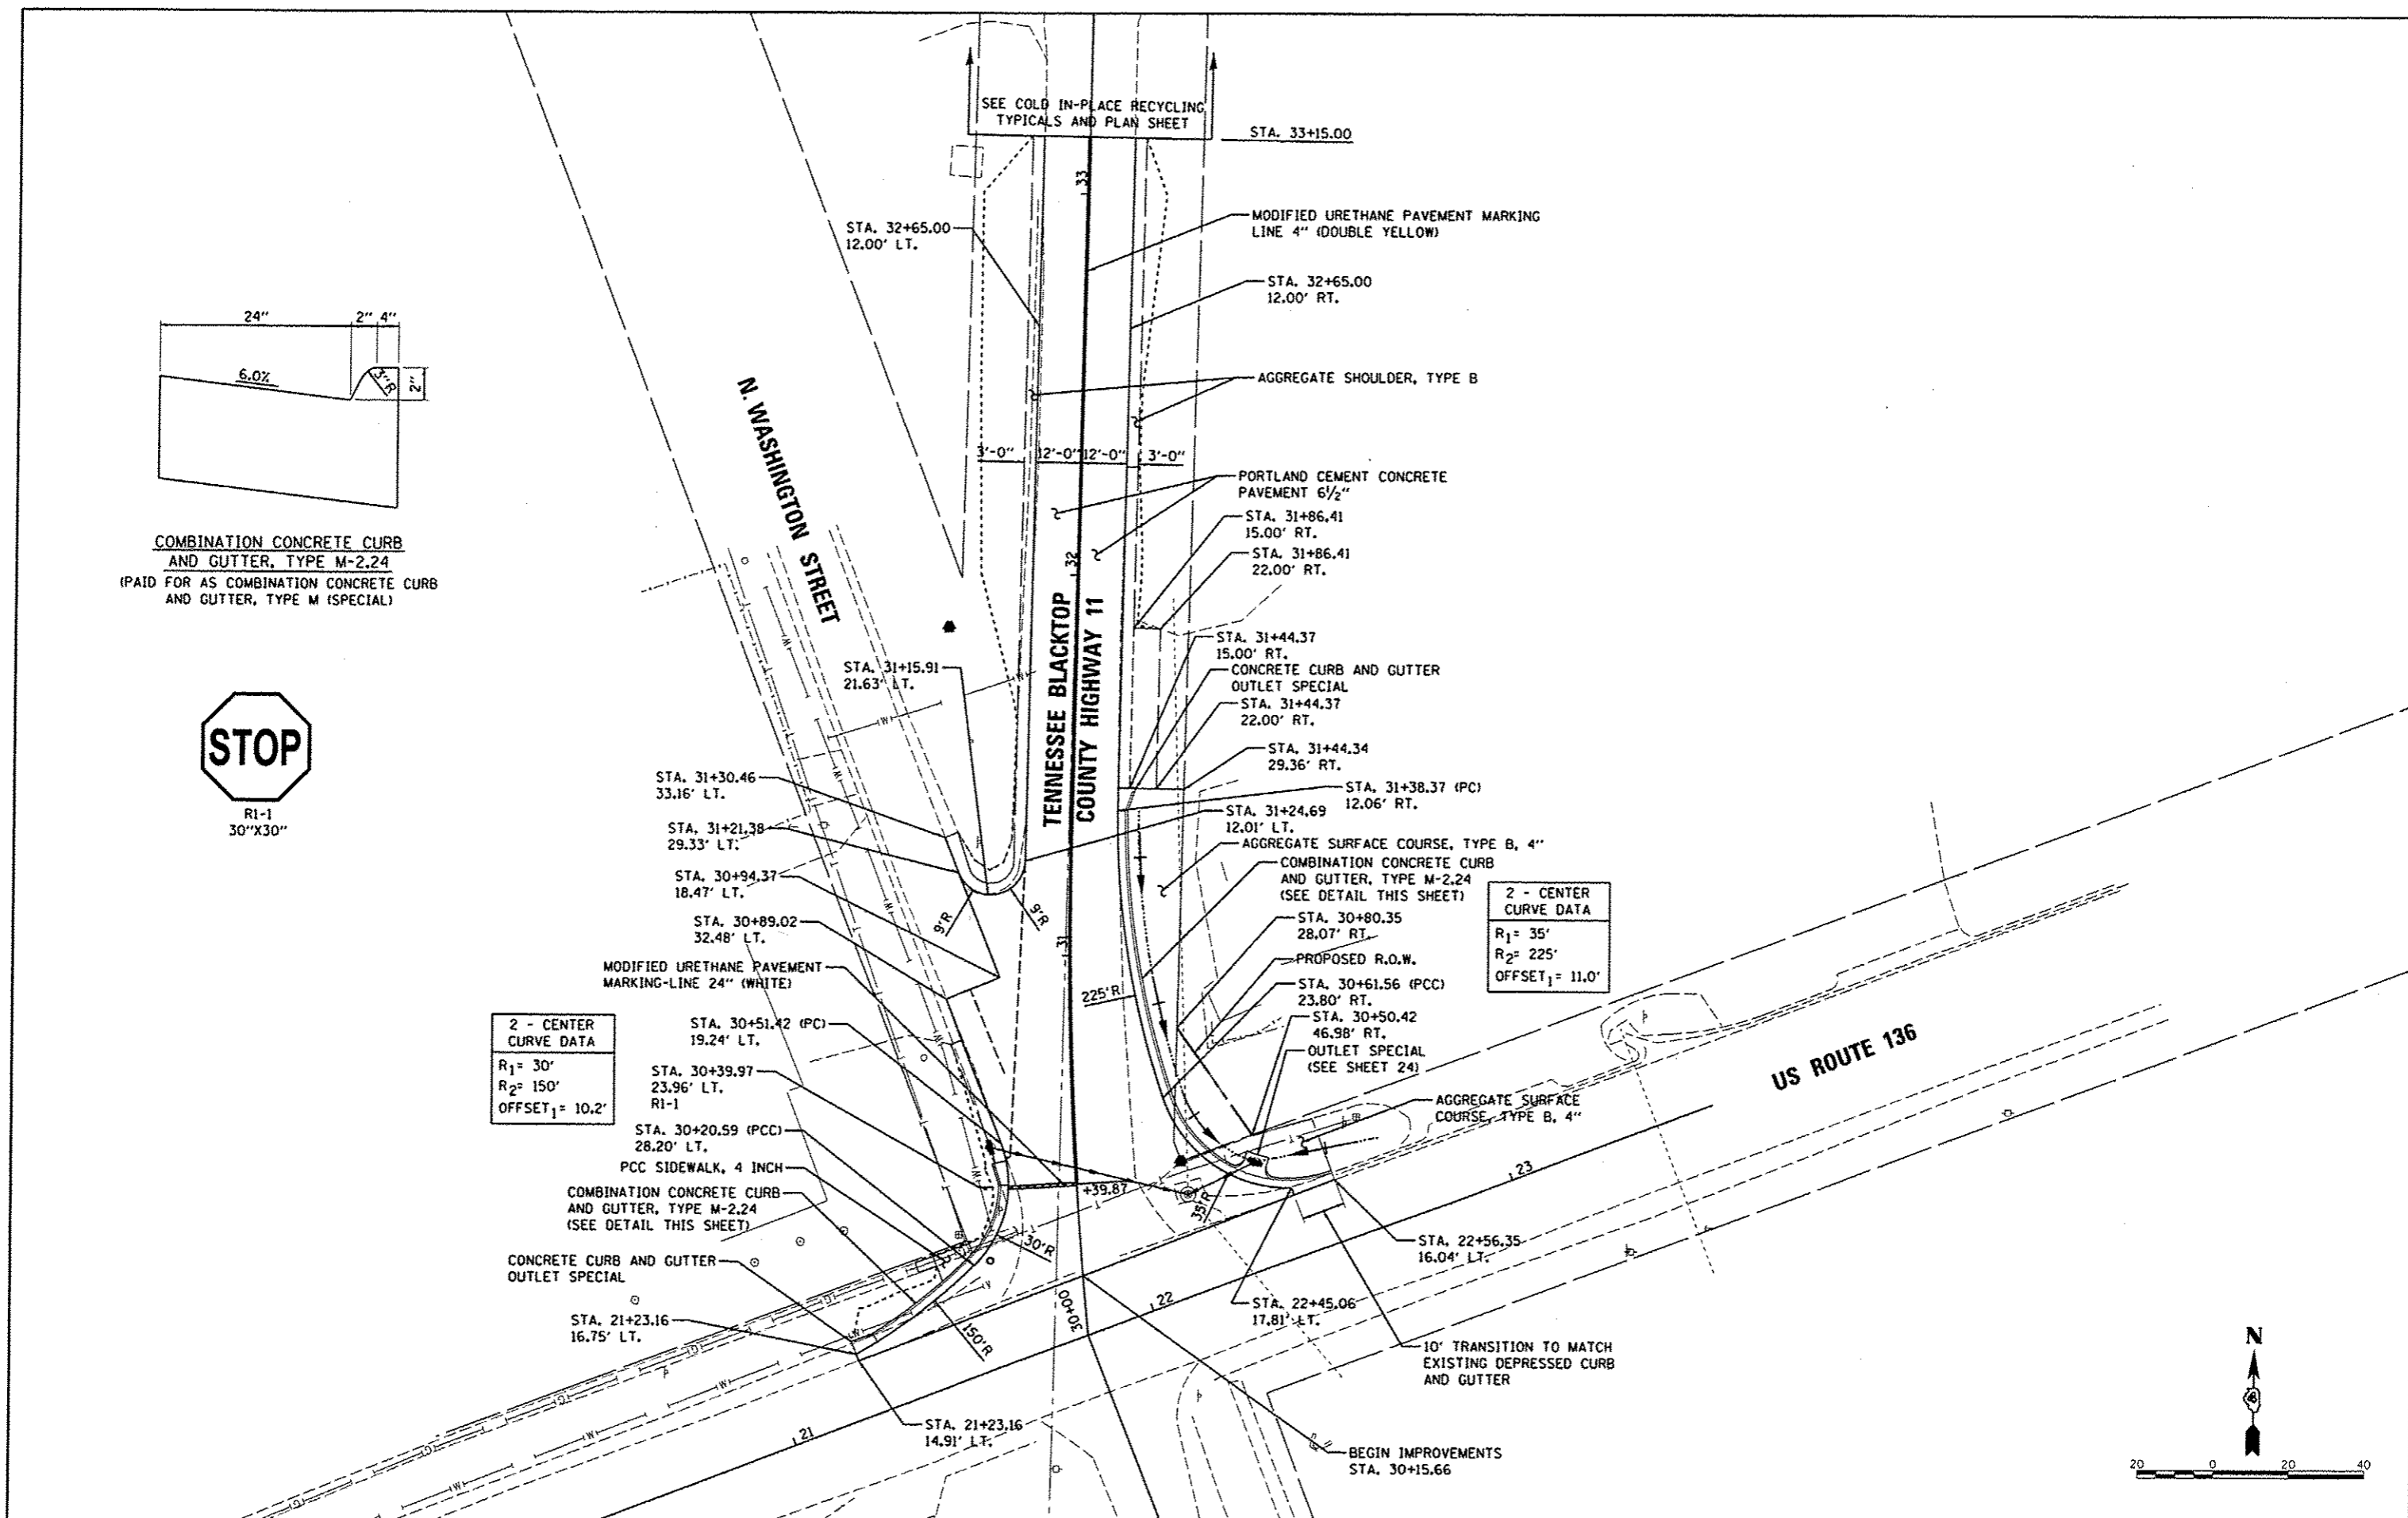 SEE COLD IN-PLACE RECYCLING
TYPICALS AND PLAN SHEET
STA. 33+15.00
33
STA. 32+65.00
12.00' LT.
MODIFIED URETHANE PAVEMENT MARKING
LINE 4" (DOUBLE YELLOW)
STA. 32+65.00
12.00' RT.
24"
2"
4"
6.0%
3"R
2"
COMBINATION CONCRETE CURB
AND GUTTER, TYPE M-2.24
(PAID FOR AS COMBINATION CONCRETE CURB
AND GUTTER, TYPE M (SPECIAL)
STOP
R1-1
30"X30"
N. WASHINGTON STREET
AGGREGATE SHOULDER, TYPE B
3'-0"
12'-0"
12'-0"
3'-0"
PORTLAND CEMENT CONCRETE
PAVEMENT 6 1/2"
STA. 31+86.41
15.00' RT.
STA. 31+86.41
22.00' RT.
32
TENNESSEE BLACKTOP
COUNTY HIGHWAY 11
STA. 31+44.37
15.00' RT.
CONCRETE CURB AND GUTTER
OUTLET SPECIAL
STA. 31+44.37
22.00' RT.
STA. 31+44.34
29.36' RT.
STA. 31+38.37 (PC)
12.06' RT.
STA. 31+24.69
12.01' LT.
AGGREGATE SURFACE COURSE, TYPE B, 4"
COMBINATION CONCRETE CURB
AND GUTTER, TYPE M-2.24
(SEE DETAIL THIS SHEET)
STA. 30+80.35
28.07' RT.
PROPOSED R.O.W.
STA. 30+61.56 (PCC)
23.80' RT.
STA. 30+50.42
46.98' RT.
OUTLET SPECIAL
(SEE SHEET 24)
2 - CENTER
CURVE DATA
R1= 35'
R2= 225'
OFFSET1= 11.0'
STA. 31+15.91
21.63' LT.
STA. 31+30.46
33.16' LT.
STA. 31+21.38
29.33' LT.
STA. 30+94.37
18.47' LT.
9'R
9'R
STA. 30+89.02
32.48' LT.
31
MODIFIED URETHANE PAVEMENT
MARKING-LINE 24" (WHITE)
225'R
2 - CENTER
CURVE DATA
R1= 30'
R2= 150'
OFFSET1= 10.2'
STA. 30+51.42 (PC)
19.24' LT.
STA. 30+39.97
23.96' LT.
R1-1
STA. 30+20.59 (PCC)
28.20' LT.
PCC SIDEWALK, 4 INCH
COMBINATION CONCRETE CURB
AND GUTTER, TYPE M-2.24
(SEE DETAIL THIS SHEET)
CONCRETE CURB AND GUTTER
OUTLET SPECIAL
STA. 21+23.16
16.75' LT.
AGGREGATE SURFACE
COURSE, TYPE B, 4"
US ROUTE 136
+39.87
35'R
30'R
150'R
30+00
21
22
23
STA. 22+56.35
16.04' LT.
STA. 22+45.06
17.81' LT.
10' TRANSITION TO MATCH
EXISTING DEPRESSED CURB
AND GUTTER
STA. 21+23.16
14.91' LT.
BEGIN IMPROVEMENTS
STA. 30+15.66
N
20
0
20
40